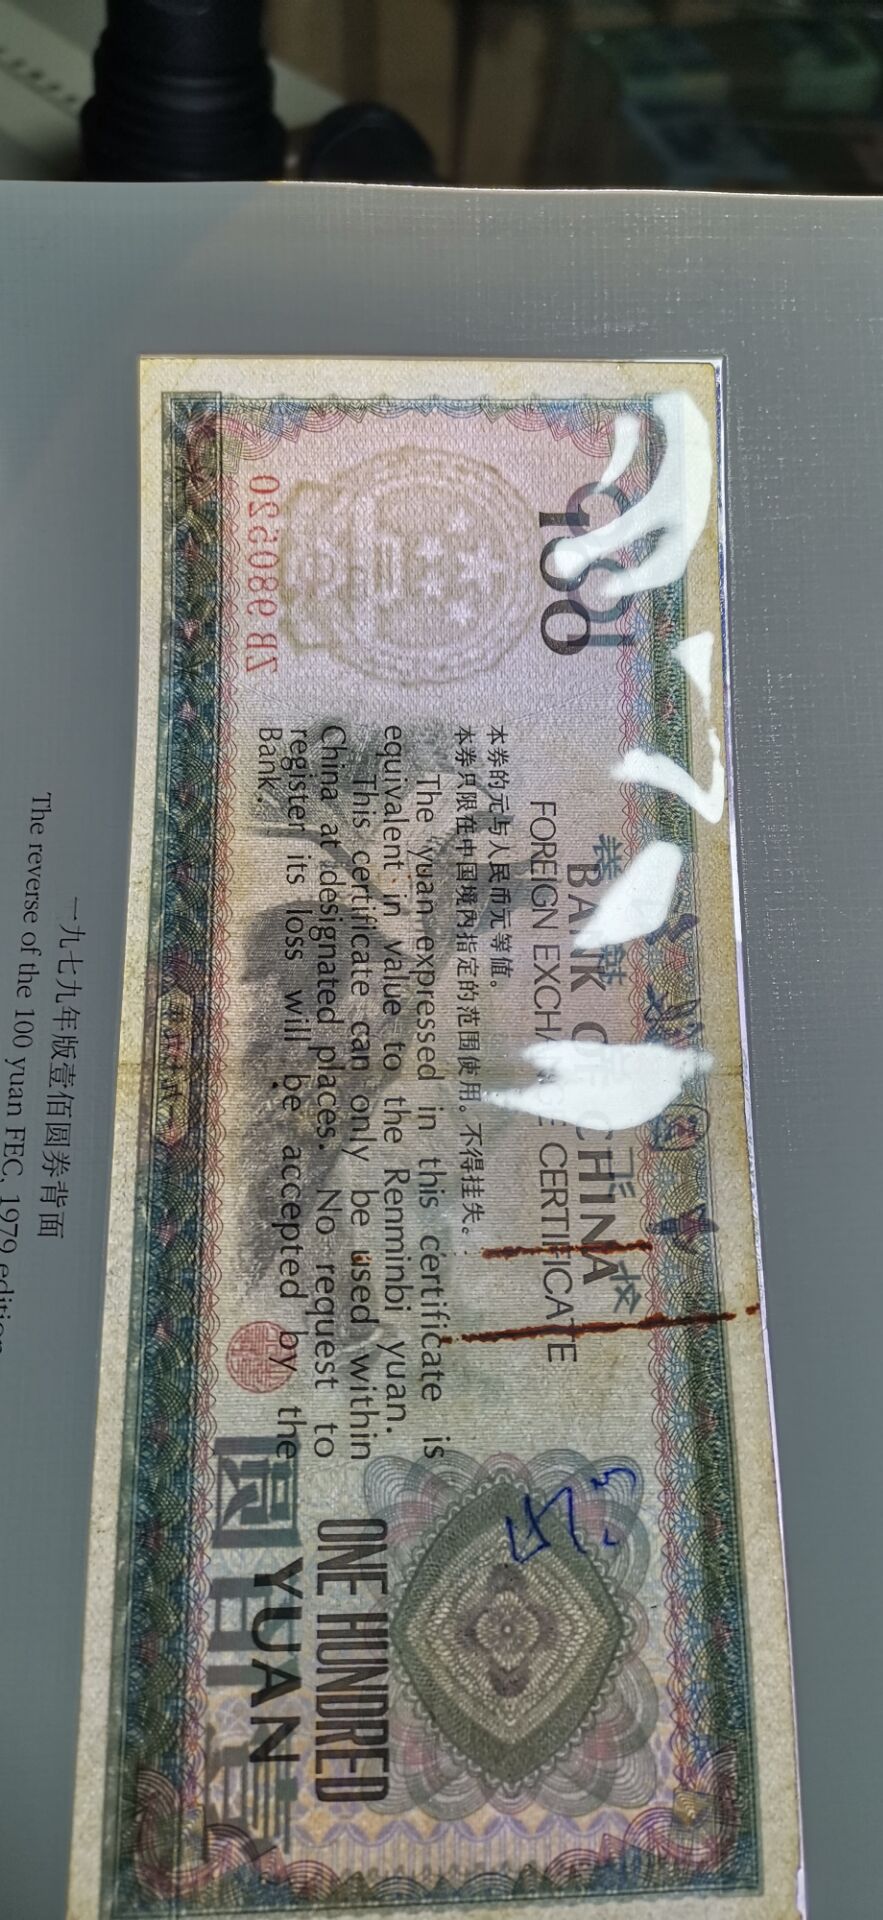 100
BANK OF CHINA
FOREIGN EXCHANGE CERTIFICATE
本券的元与人民币元等值。
本券只限在中国境内指定的范围使用。不得挂失。
The yuan expressed in this certificate is
equivalent in value to the Renminbi yuan.
This certificate can only be used within
China at designated places. No request to
register its loss will be accepted by the
Bank.
ZB980520
ONE HUNDRED
YUAN
一九七九年版壹佰圆券背面
The reverse of the 100 yuan FEC, 1979 edition